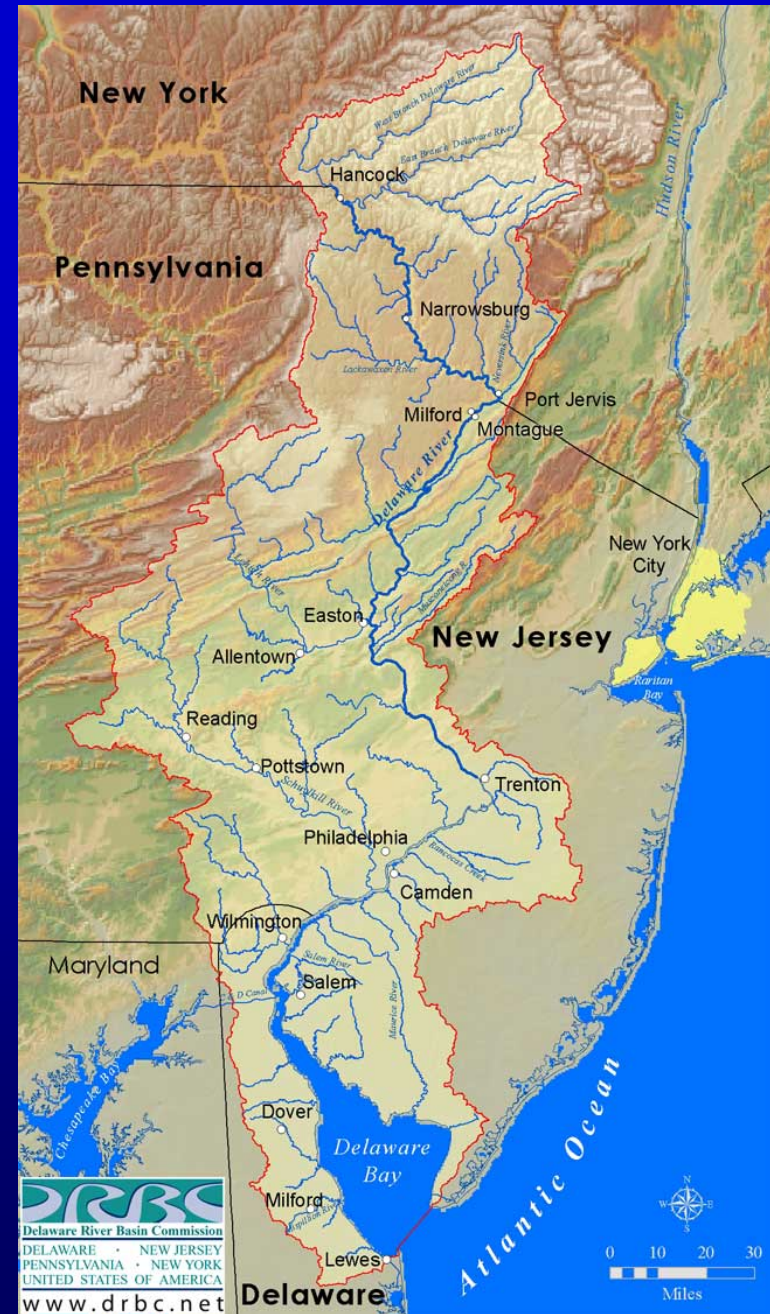 New York
West Branch Delaware River
East Branch Delaware River
Hudson River
Hancock
Pennsylvania
Narrowsburg
Neversink River
Lackawaxen River
Port Jervis
Milford
Montague
Delaware River
New York
City
Lehigh River
Musconetcong R.
Easton
New Jersey
Allentown
Raritan
Bay
Reading
Pottstown
Trenton
Schuylkill River
Philadelphia
Rancocas Creek
Camden
Wilmington
Maryland
Salem River
Salem
C & D Canal
Maurice River
Chesapeake Bay
Atlantic Ocean
Dover
Delaware
Bay
Milford
Lewes
Delaware
DRBC
Delaware River Basin Commission
DELAWARE · NEW JERSEY
PENNSYLVANIA · NEW YORK
UNITED STATES OF AMERICA
www.drbc.net
N
W E
S
0 10 20 30
Miles